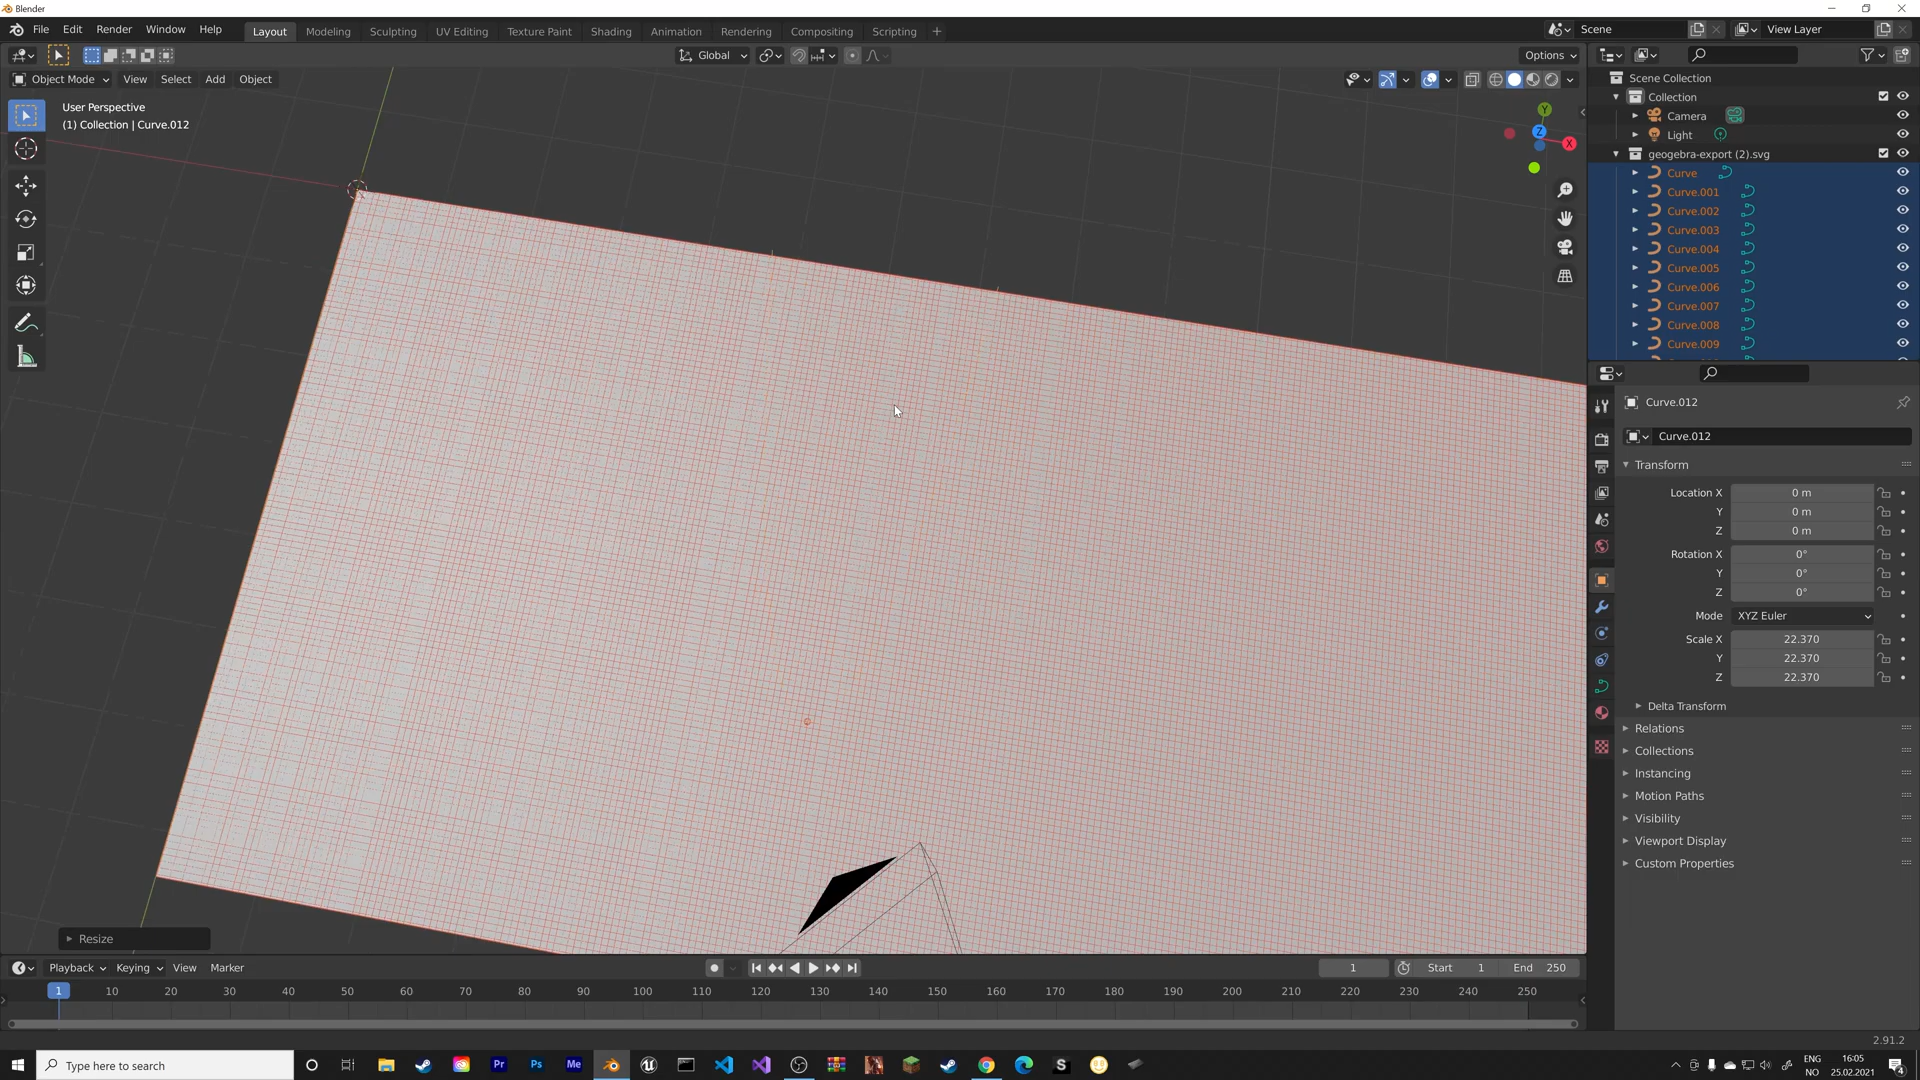 Blender
File Edit Render Window Help
Layout Modeling Sculpting UV Editing Texture Paint Shading Animation Rendering Compositing Scripting +
Scene
View Layer
Global
Options
Object Mode View Select Add Object
User Perspective
(1) Collection | Curve.012
Y
Z
X
Scene Collection
Collection
Camera
Light
geogebra-export (2).svg
Curve
Curve.001
Curve.002
Curve.003
Curve.004
Curve.005
Curve.006
Curve.007
Curve.008
Curve.009
Curve.012
Curve.012
Transform
Location X 0 m
Y 0 m
Z 0 m
Rotation X 0°
Y 0°
Z 0°
Mode XYZ Euler
Scale X 22.370
Y 22.370
Z 22.370
Delta Transform
Relations
Collections
Instancing
Motion Paths
Visibility
Viewport Display
Custom Properties
Resize
Playback Keying View Marker
1 Start 1 End 250
1 10 20 30 40 50 60 70 80 90 100 110 120 130 140 150 160 170 180 190 200 210 220 230 240 250
2.91.2
Type here to search
Pr Ps Me S
ENG
NO
16:05
25.02.2021
4